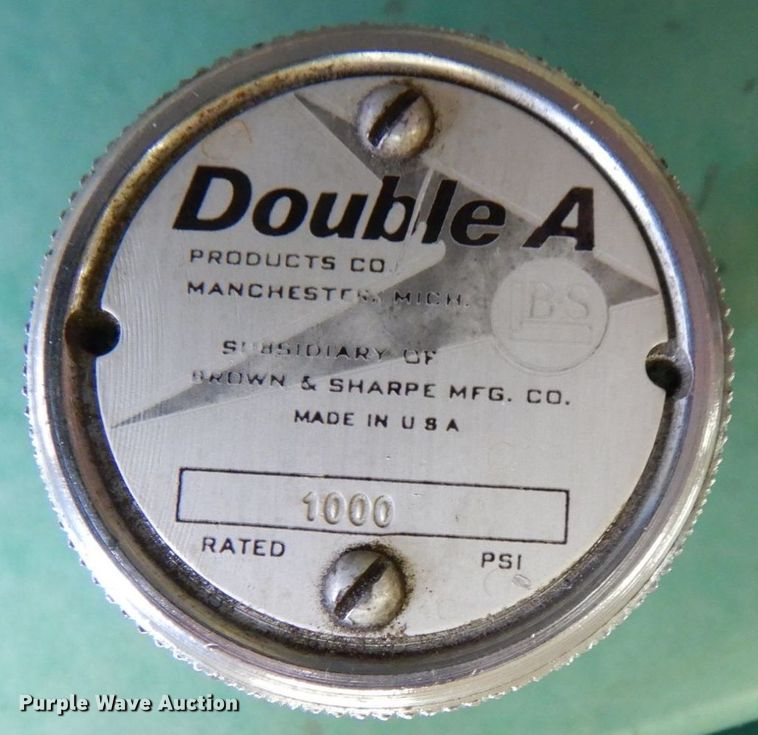 Double A
PRODUCTS CO.
MANCHESTER, MICH.
B&S
SUBSIDIARY OF
BROWN & SHARPE MFG. CO.
MADE IN U S A
1000
RATED PSI
Purple Wave Auction